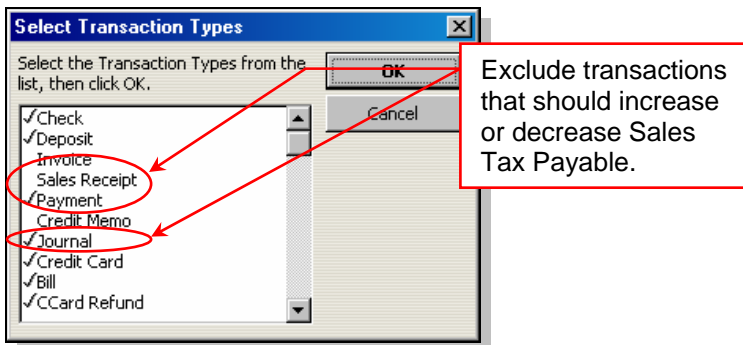 Select Transaction Types
Select the Transaction Types from the
list, then click OK.
OK
Cancel
✓Check
✓Deposit
Invoice
Sales Receipt
✓Payment
Credit Memo
✓Journal
✓Credit Card
✓Bill
✓CCard Refund
Exclude transactions
that should increase
or decrease Sales
Tax Payable.